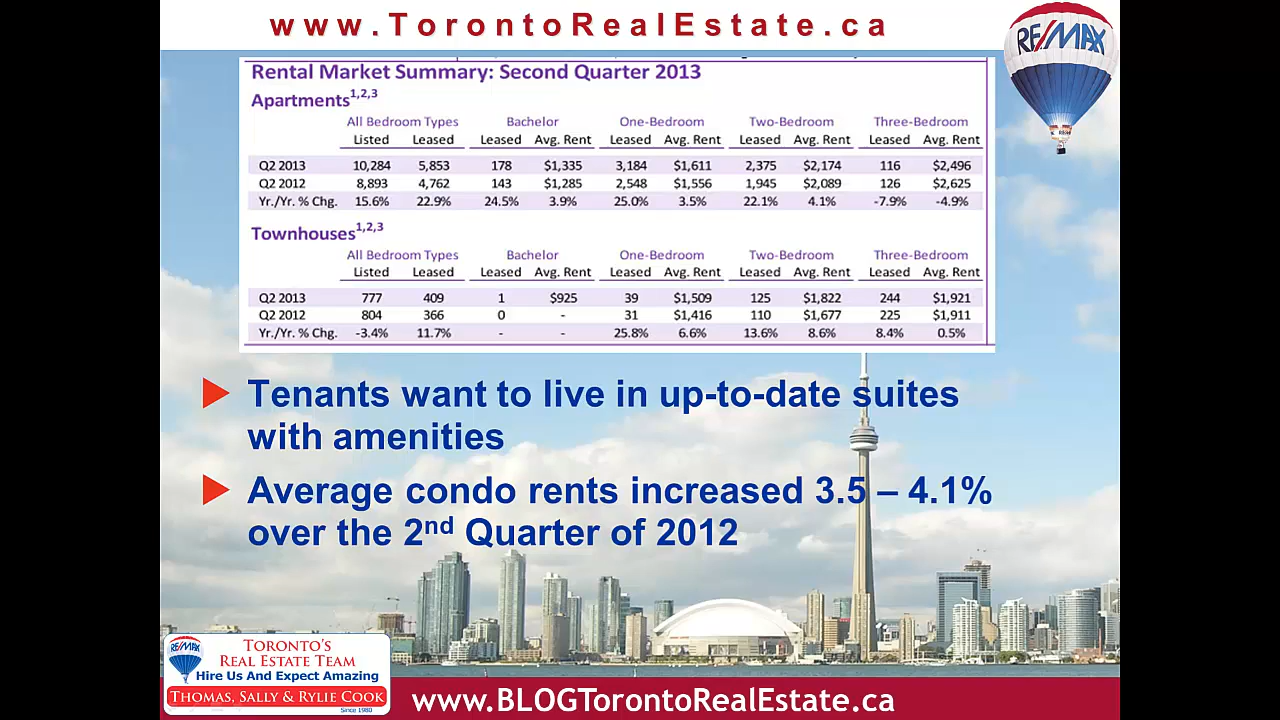 www.TorontoRealEstate.ca
RE/MAX
RE/MAX
Rental Market Summary: Second Quarter 2013
Apartments1,2,3
All Bedroom Types Bachelor One-Bedroom Two-Bedroom Three-Bedroom
Listed Leased Leased Avg. Rent Leased Avg. Rent Leased Avg. Rent Leased Avg. Rent
Q2 2013 10,284 5,853 178 $1,335 3,184 $1,611 2,375 $2,174 116 $2,496
Q2 2012 8,893 4,762 143 $1,285 2,548 $1,556 1,945 $2,089 126 $2,625
Yr./Yr. % Chg. 15.6% 22.9% 24.5% 3.9% 25.0% 3.5% 22.1% 4.1% -7.9% -4.9%
Townhouses1,2,3
All Bedroom Types Bachelor One-Bedroom Two-Bedroom Three-Bedroom
Listed Leased Leased Avg. Rent Leased Avg. Rent Leased Avg. Rent Leased Avg. Rent
Q2 2013 777 409 1 $925 39 $1,509 125 $1,822 244 $1,921
Q2 2012 804 366 0 - 31 $1,416 110 $1,677 225 $1,911
Yr./Yr. % Chg. -3.4% 11.7% - - 25.8% 6.6% 13.6% 8.6% 8.4% 0.5%
Tenants want to live in up-to-date suites
with amenities
Average condo rents increased 3.5 – 4.1%
over the 2nd Quarter of 2012
RE/MAX
TORONTO'S
REAL ESTATE TEAM
Hire Us And Expect Amazing
THOMAS, SALLY & RYLIE COOK
Since 1980
www.BLOGTorontoRealEstate.ca